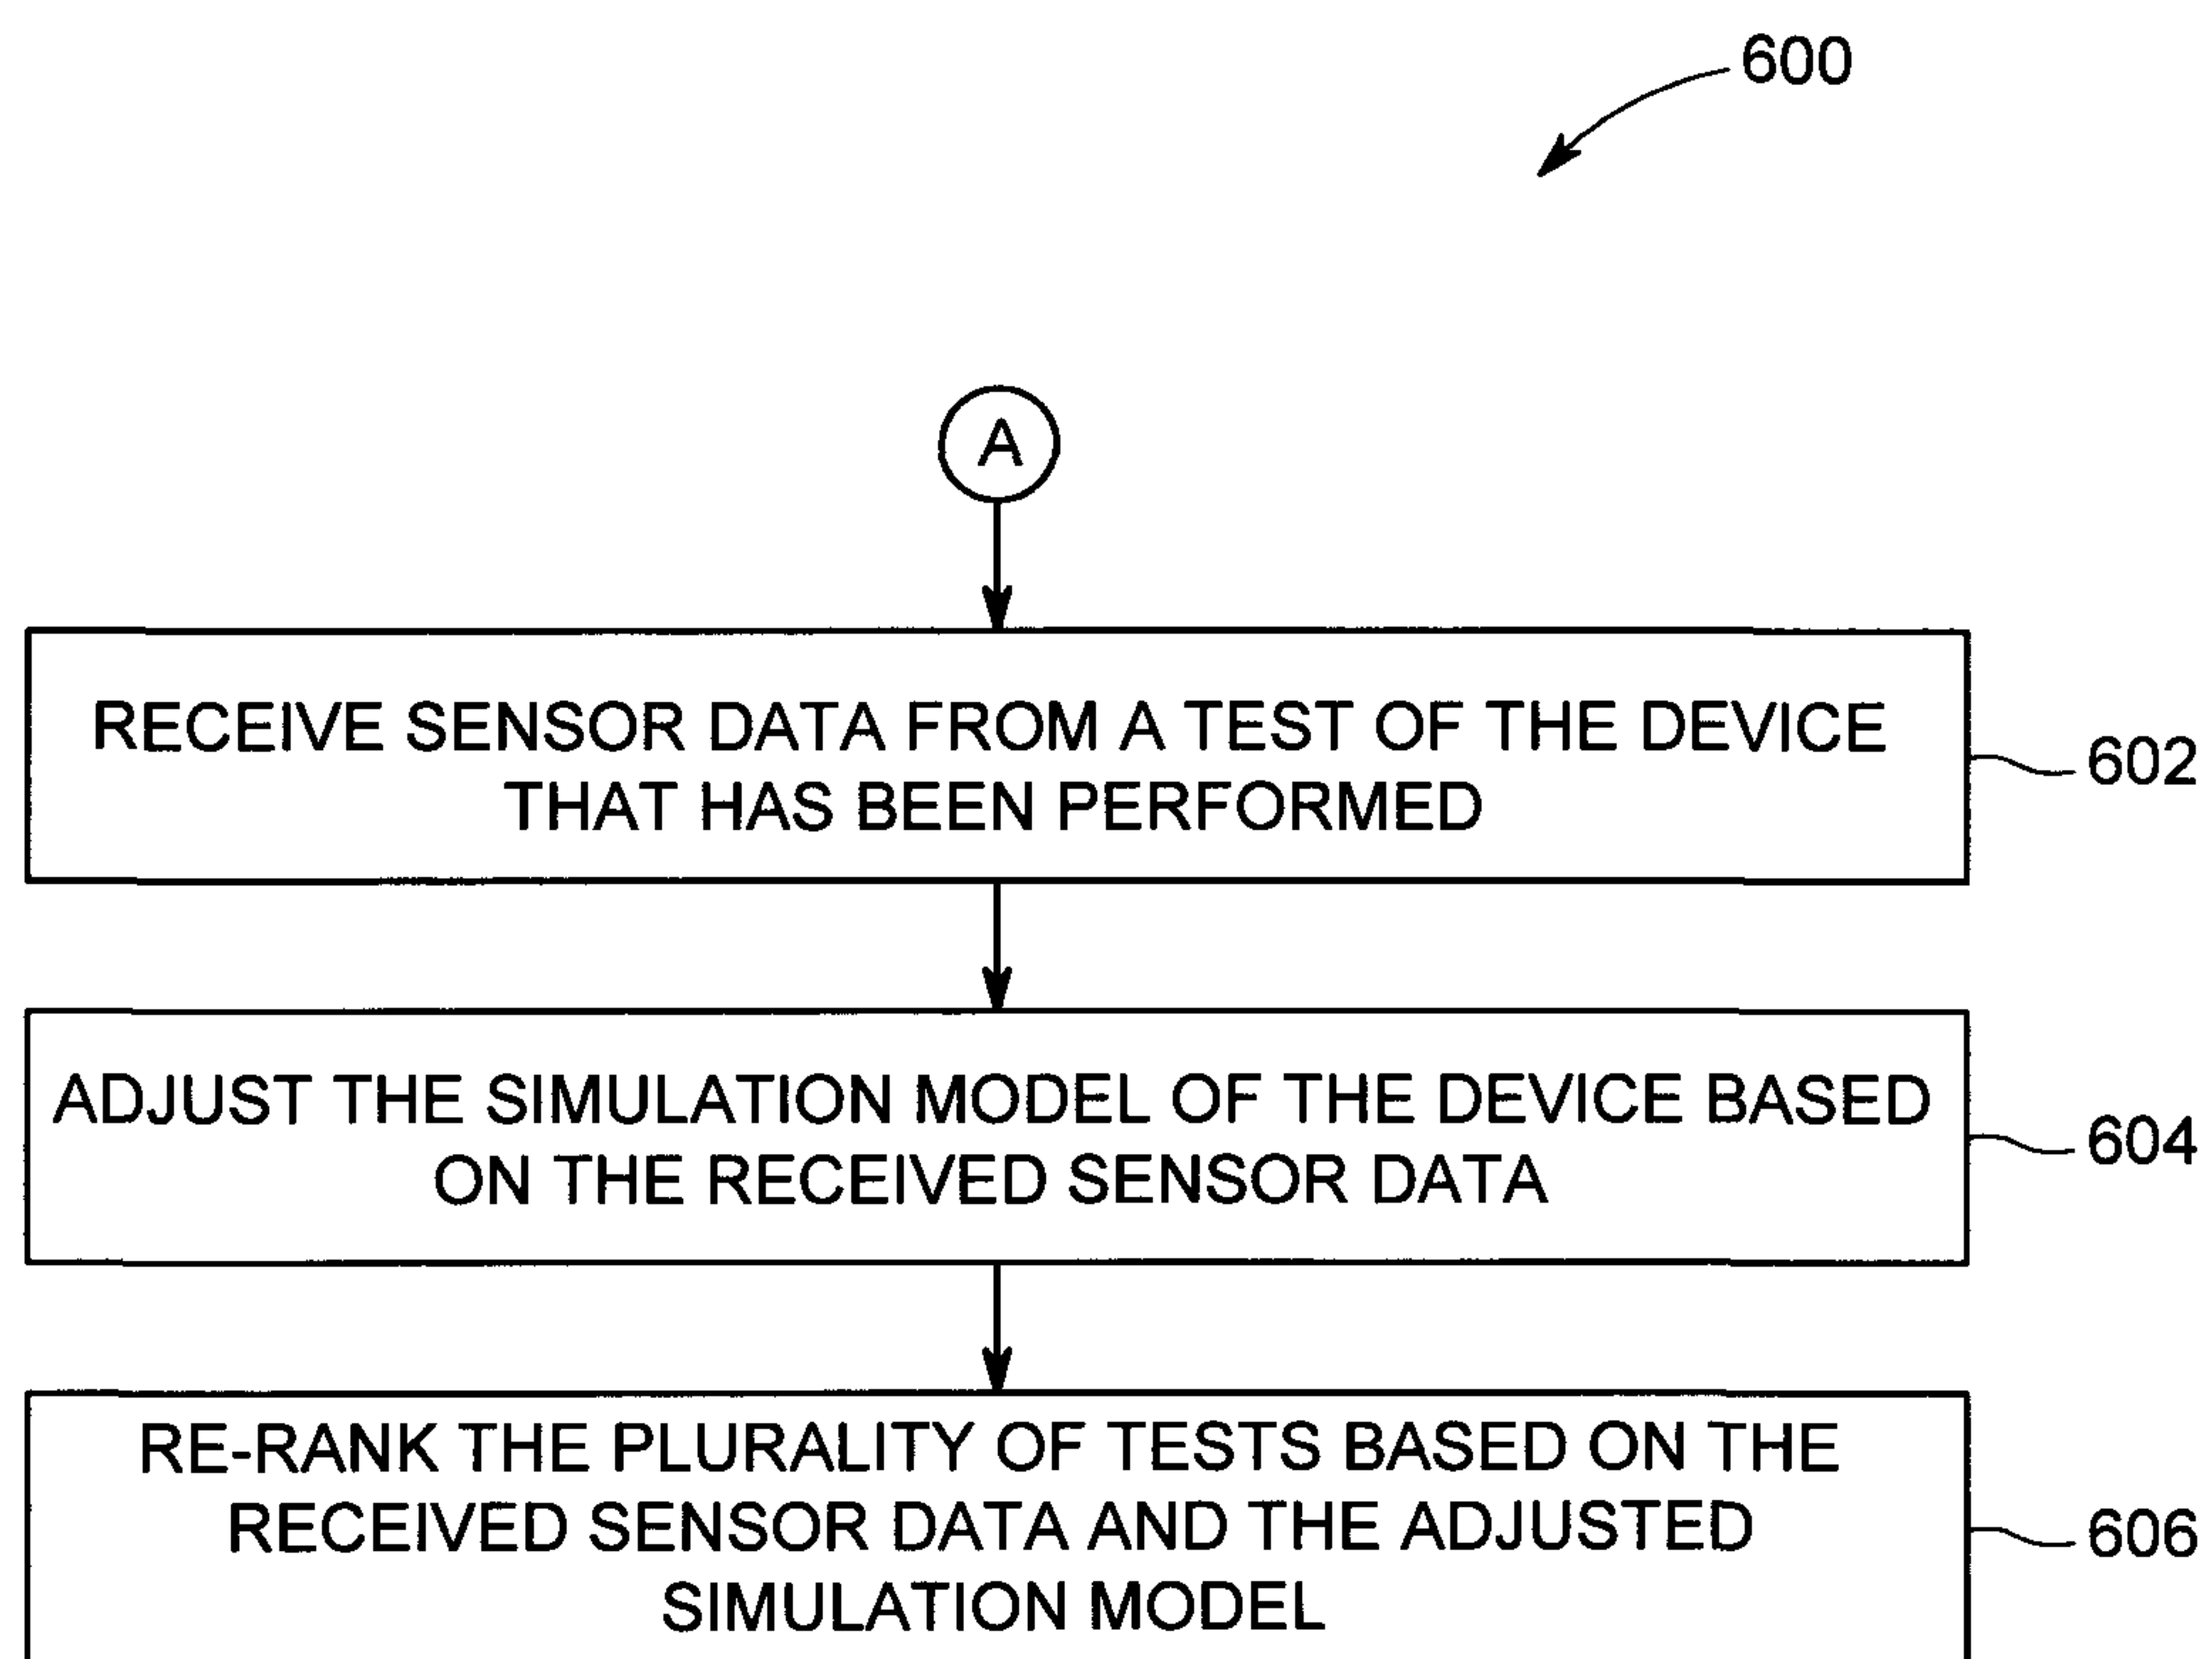 600
A
RECEIVE SENSOR DATA FROM A TEST OF THE DEVICE
THAT HAS BEEN PERFORMED
602
ADJUST THE SIMULATION MODEL OF THE DEVICE BASED
ON THE RECEIVED SENSOR DATA
604
RE-RANK THE PLURALITY OF TESTS BASED ON THE
RECEIVED SENSOR DATA AND THE ADJUSTED
SIMULATION MODEL
606